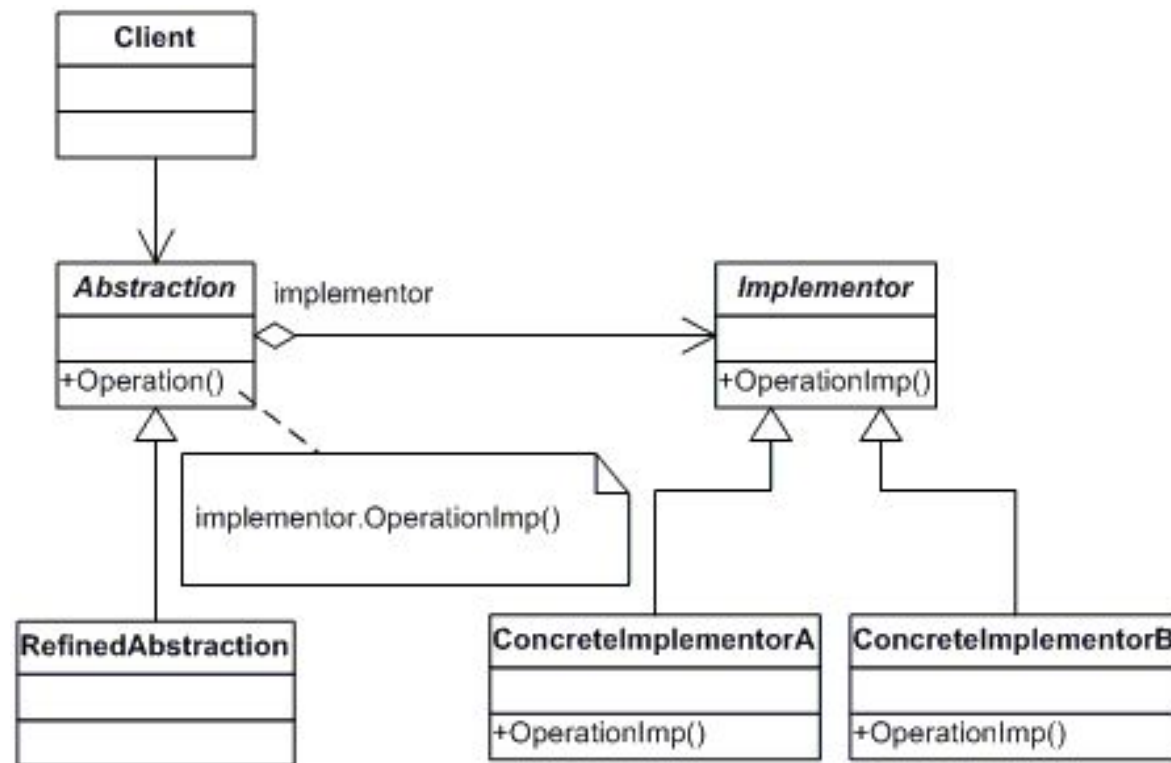 Client
Abstraction
implementor
Implementor
+Operation()
+OperationImp()
implementor.OperationImp()
RefinedAbstraction
ConcreteImplementorA
ConcreteImplementorB
+OperationImp()
+OperationImp()